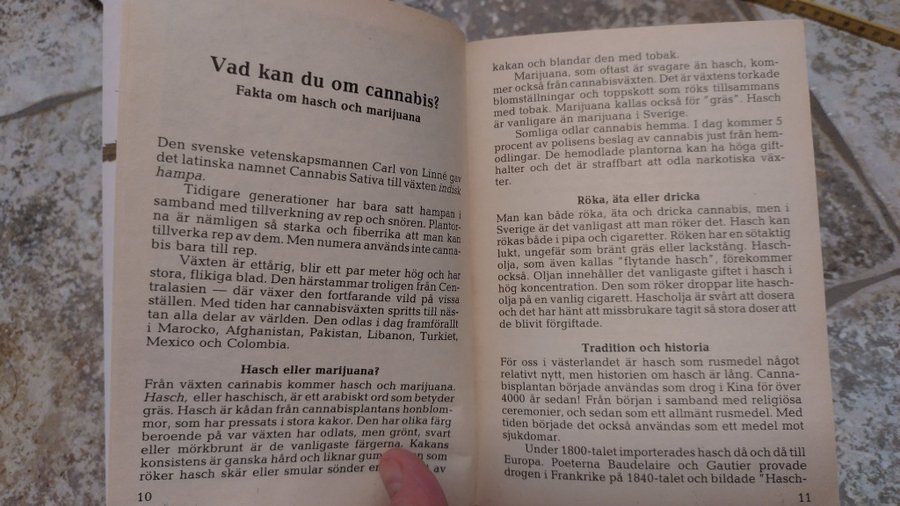 Vad kan du om cannabis?
Fakta om hasch och marijuana
Den svenske vetenskapsmannen Carl von Linné gav
det latinska namnet Cannabis Sativa till växten indisk
hampa.
Tidigare generationer har bara satt hampan i
samband med tillverkning av rep och snören. Plantor-
na är nämligen så starka och fiberrika att man kan
tillverka rep av dem. Men numera används inte canna-
bis bara till rep.
Växten är ettårig, blir ett par meter hög och har
stora, flikiga blad. Den härstammar troligen från Cen-
tralasien — där växer den fortfarande vild på vissa
ställen. Med tiden har cannabisväxten spritts till näs-
tan alla delar av världen. Den odlas i dag framförallt
i Marocko, Afghanistan, Pakistan, Libanon, Turkiet,
Mexico och Colombia.
Hasch eller marijuana?
Från växten cannabis kommer hasch och marijuana.
Hasch, eller haschisch, är ett arabiskt ord som betyder
gräs. Hasch är kådan från cannabisplantans honblom-
mor, som har pressats i stora kakor. Den har olika färg
beroende på var växten har odlats, men grönt, svart
eller mörkbrunt är de vanligaste färgerna. Kakans
konsistens är ganska hård och liknar som
röker hasch skär eller smular sönder en av
10
kakan och blandar den med tobak.
Marijuana, som oftast är svagare än hasch, kom-
mer också från cannabisväxten. Det är växtens torkade
blomställningar och toppskott som röks tillsammans
med tobak. Marijuana kallas också för "gräs". Hasch
är vanligare än marijuana i Sverige.
Somliga odlar cannabis hemma. I dag kommer 5
procent av polisens beslag av cannabis just från hem-
odlingar. De hemodlade plantorna kan ha höga gift-
halter och det är straffbart att odla narkotiska väx-
ter.
Röka, äta eller dricka
Man kan både röka, äta och dricka cannabis, men i
Sverige är det vanligast att man röker det. Hasch kan
rökas både i pipa och cigaretter. Röken har en sötaktig
lukt, ungefär som bränt gräs eller lackstång. Hasch-
olja, som även kallas "flytande hasch", förekommer
också. Oljan innehåller det vanligaste giftet i hasch i
hög koncentration. Den som röker droppar lite hasch-
olja på en vanlig cigarett. Hascholja är svårt att dosera
och det har hänt att missbrukare tagit så stora doser att
de blivit förgiftade.
Tradition och historia
För oss i västerlandet är hasch som rusmedel något
relativt nytt, men historien om hasch är lång. Canna-
bisplantan började användas som drog i Kina för över
4000 år sedan! Från början i samband med religiösa
ceremonier, och sedan som ett allmänt rusmedel. Med
tiden började det också användas som ett medel mot
sjukdomar.
Under 1800-talet importerades hasch då och då till
Europa. Poeterna Baudelaire och Gautier provade
drogen i Frankrike på 1840-talet och bildade "Hasch-
11